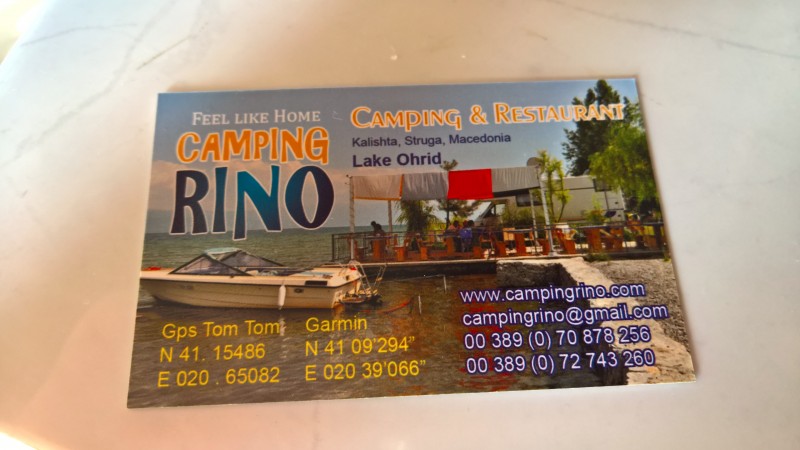 FEEL LIKE HOME
CAMPING
RINO
CAMPING & RESTAURANT
Kalishta, Struga, Macedonia
Lake Ohrid
Gps Tom Tom
N 41. 15486
E 020 . 65082
Garmin
N 41 09'294”
E 020 39'066”
www.campingrino.com
campingrino@gmail.com
00 389 (0) 70 878 256
00 389 (0) 72 743 260